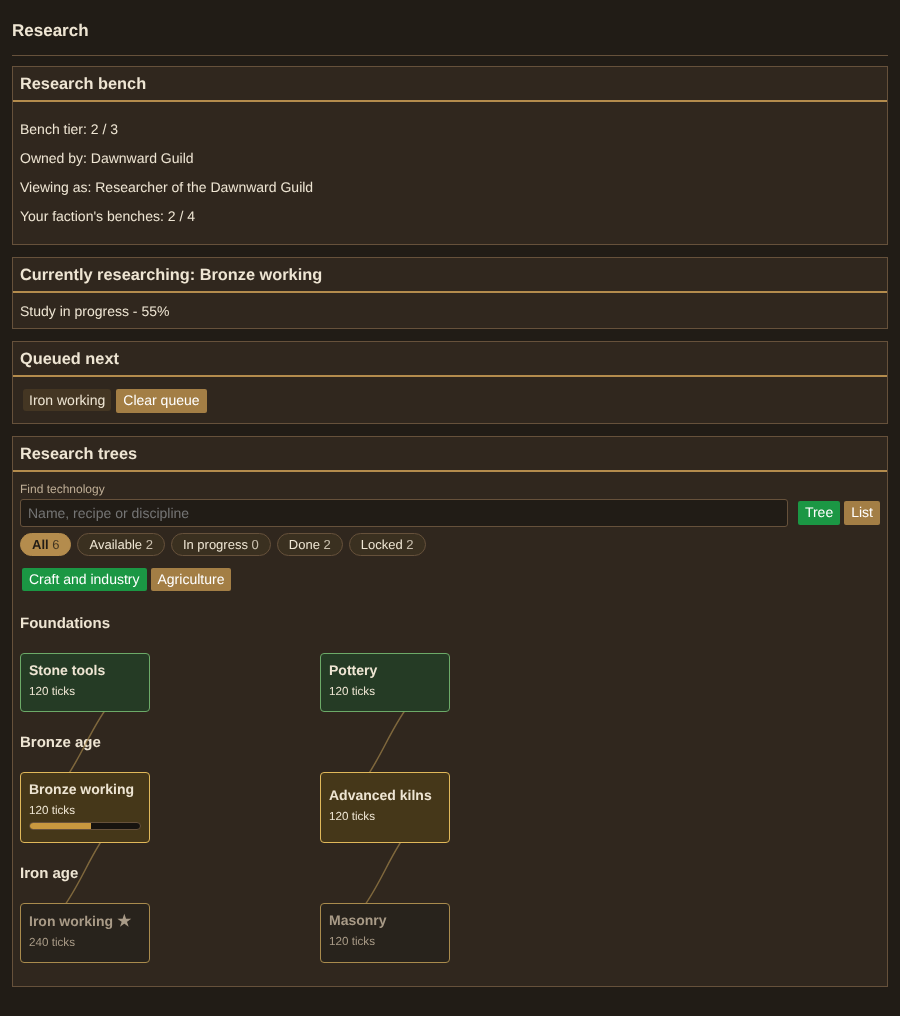 Research
Research bench
Bench tier: 2 / 3
Owned by: Dawnward Guild
Viewing as: Researcher of the Dawnward Guild
Your faction's benches: 2 / 4
Currently researching: Bronze working
Study in progress - 55%
Queued next
Iron working Clear queue
Research trees
Find technology
Name, recipe or discipline Tree List
All 6 Available 2 In progress 0 Done 2 Locked 2
Craft and industry Agriculture
Foundations
Stone tools Pottery
120 ticks 120 ticks
Bronze age
Bronze working Advanced kilns
120 ticks 120 ticks
Iron age
Iron working ★ Masonry
240 ticks 120 ticks